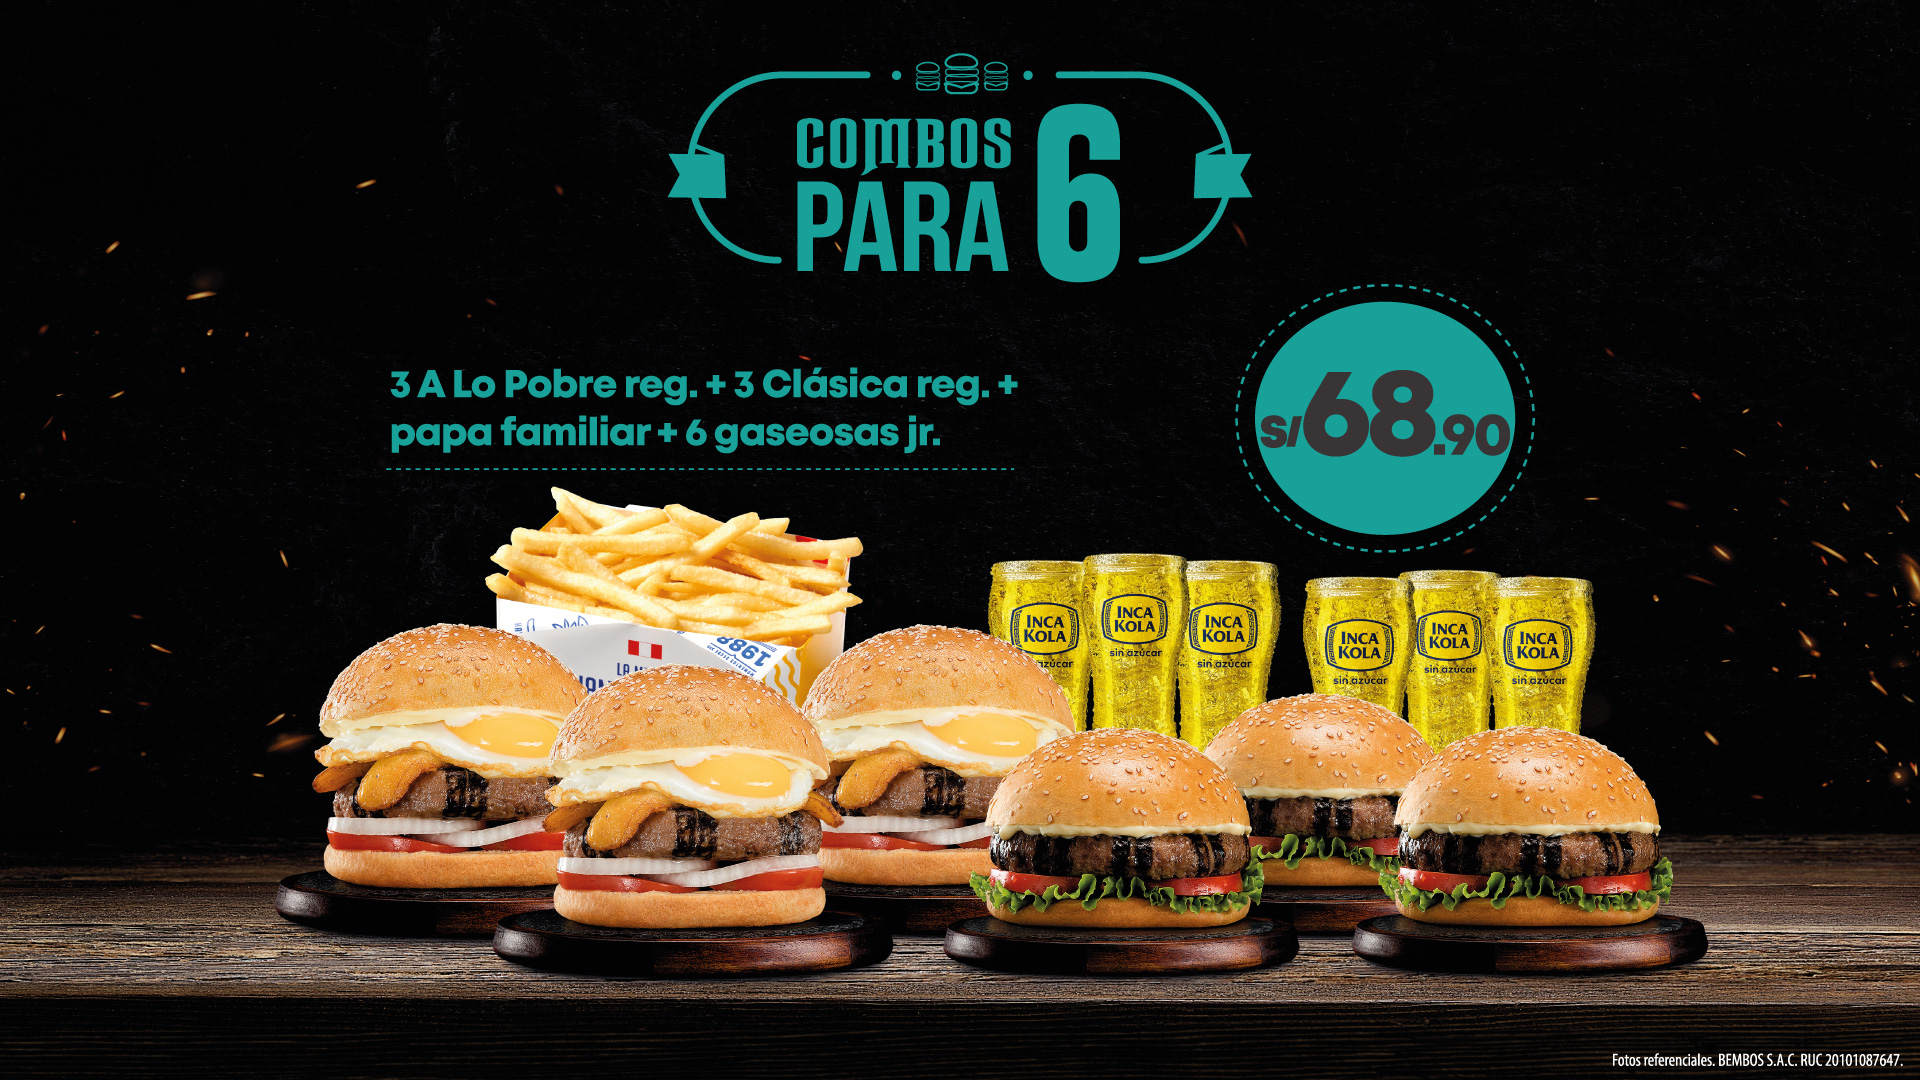 COMBOS
PARA 6
3 A Lo Pobre reg. + 3 Clásica reg. +
papa familiar + 6 gaseosas jr.
S/68.90
1988
LA
INCA
KOLA
sin azúcar
INCA
KOLA
sin azúcar
INCA
KOLA
sin azúcar
INCA
KOLA
sin azúcar
INCA
KOLA
sin azúcar
INCA
KOLA
sin azúcar
Fotos referenciales. BEMBOS S.A.C. RUC 20101087647.